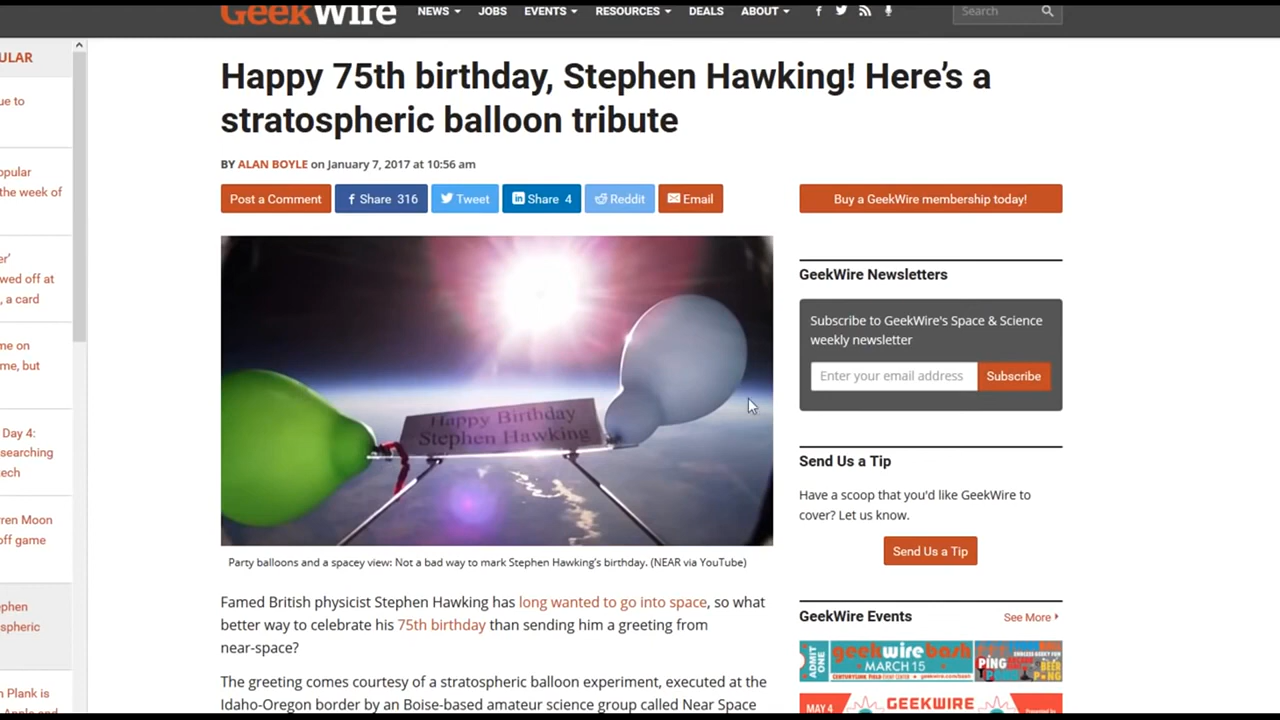 GeekWire
NEWS
JOBS
EVENTS
RESOURCES
DEALS
ABOUT
Search
ULAR
ue to
opular
the week of
er'
wed off at
, a card
me on
me, but
Day 4:
searching
ech
ren Moon
off game
ephen
ospheric
n Plank is
Happy 75th birthday, Stephen Hawking! Here's a
stratospheric balloon tribute
BY ALAN BOYLE on January 7, 2017 at 10:56 am
Post a Comment
Share 316
Tweet
Share 4
Reddit
Email
Happy Birthday
Stephen Hawking
Party balloons and a spacey view: Not a bad way to mark Stephen Hawking's birthday. (NEAR via YouTube)
Famed British physicist Stephen Hawking has long wanted to go into space, so what
better way to celebrate his 75th birthday than sending him a greeting from
near-space?
The greeting comes courtesy of a stratospheric balloon experiment, executed at the
Idaho-Oregon border by an Boise-based amateur science group called Near Space
Buy a GeekWire membership today!
GeekWire Newsletters
Subscribe to GeekWire's Space & Science
weekly newsletter
Enter your email address
Subscribe
Send Us a Tip
Have a scoop that you'd like GeekWire to
cover? Let us know.
Send Us a Tip
GeekWire Events
See More
ADMIT ONE
geekwire bash
MARCH 15
PING
BEER
MAY 4
GEEKWIRE